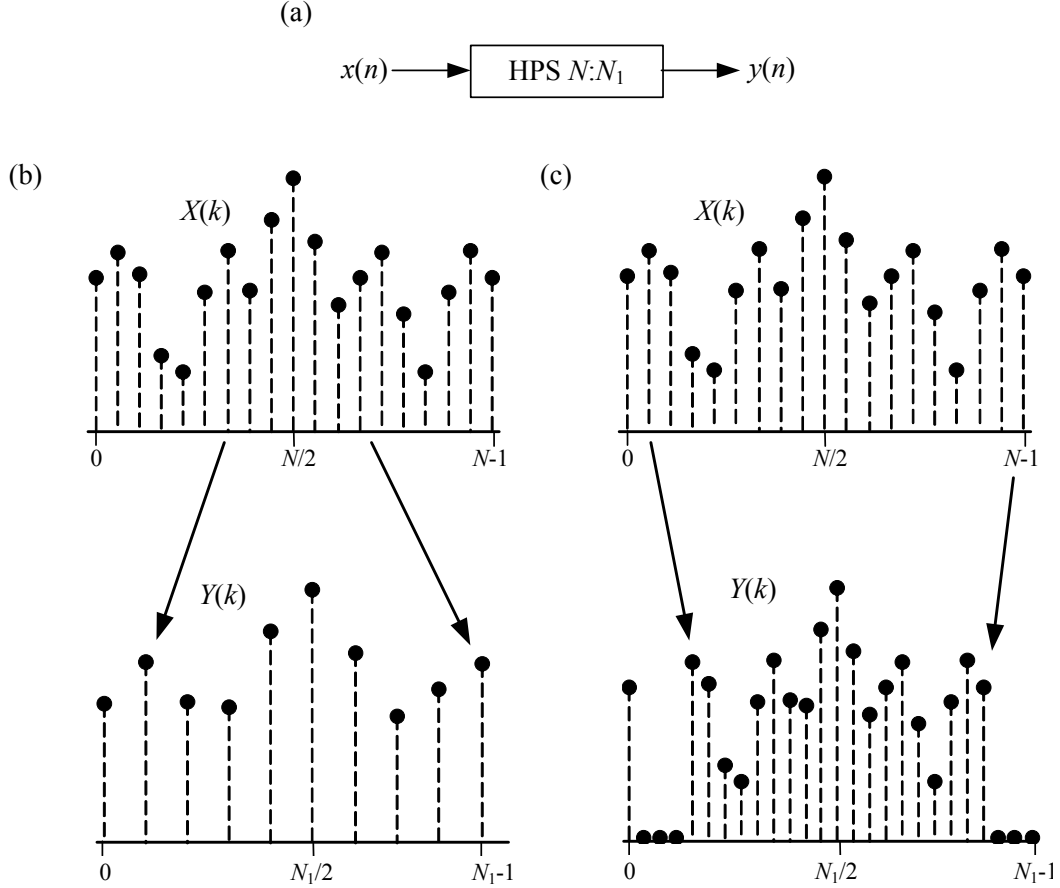 (a)
x(n) HPS N:N₁ y(n)
(b) (c)
X(k) X(k)
0 N/2 N-1 0 N/2 N-1
Y(k) Y(k)
0 N₁/2 N₁-1 0 N₁/2 N₁-1